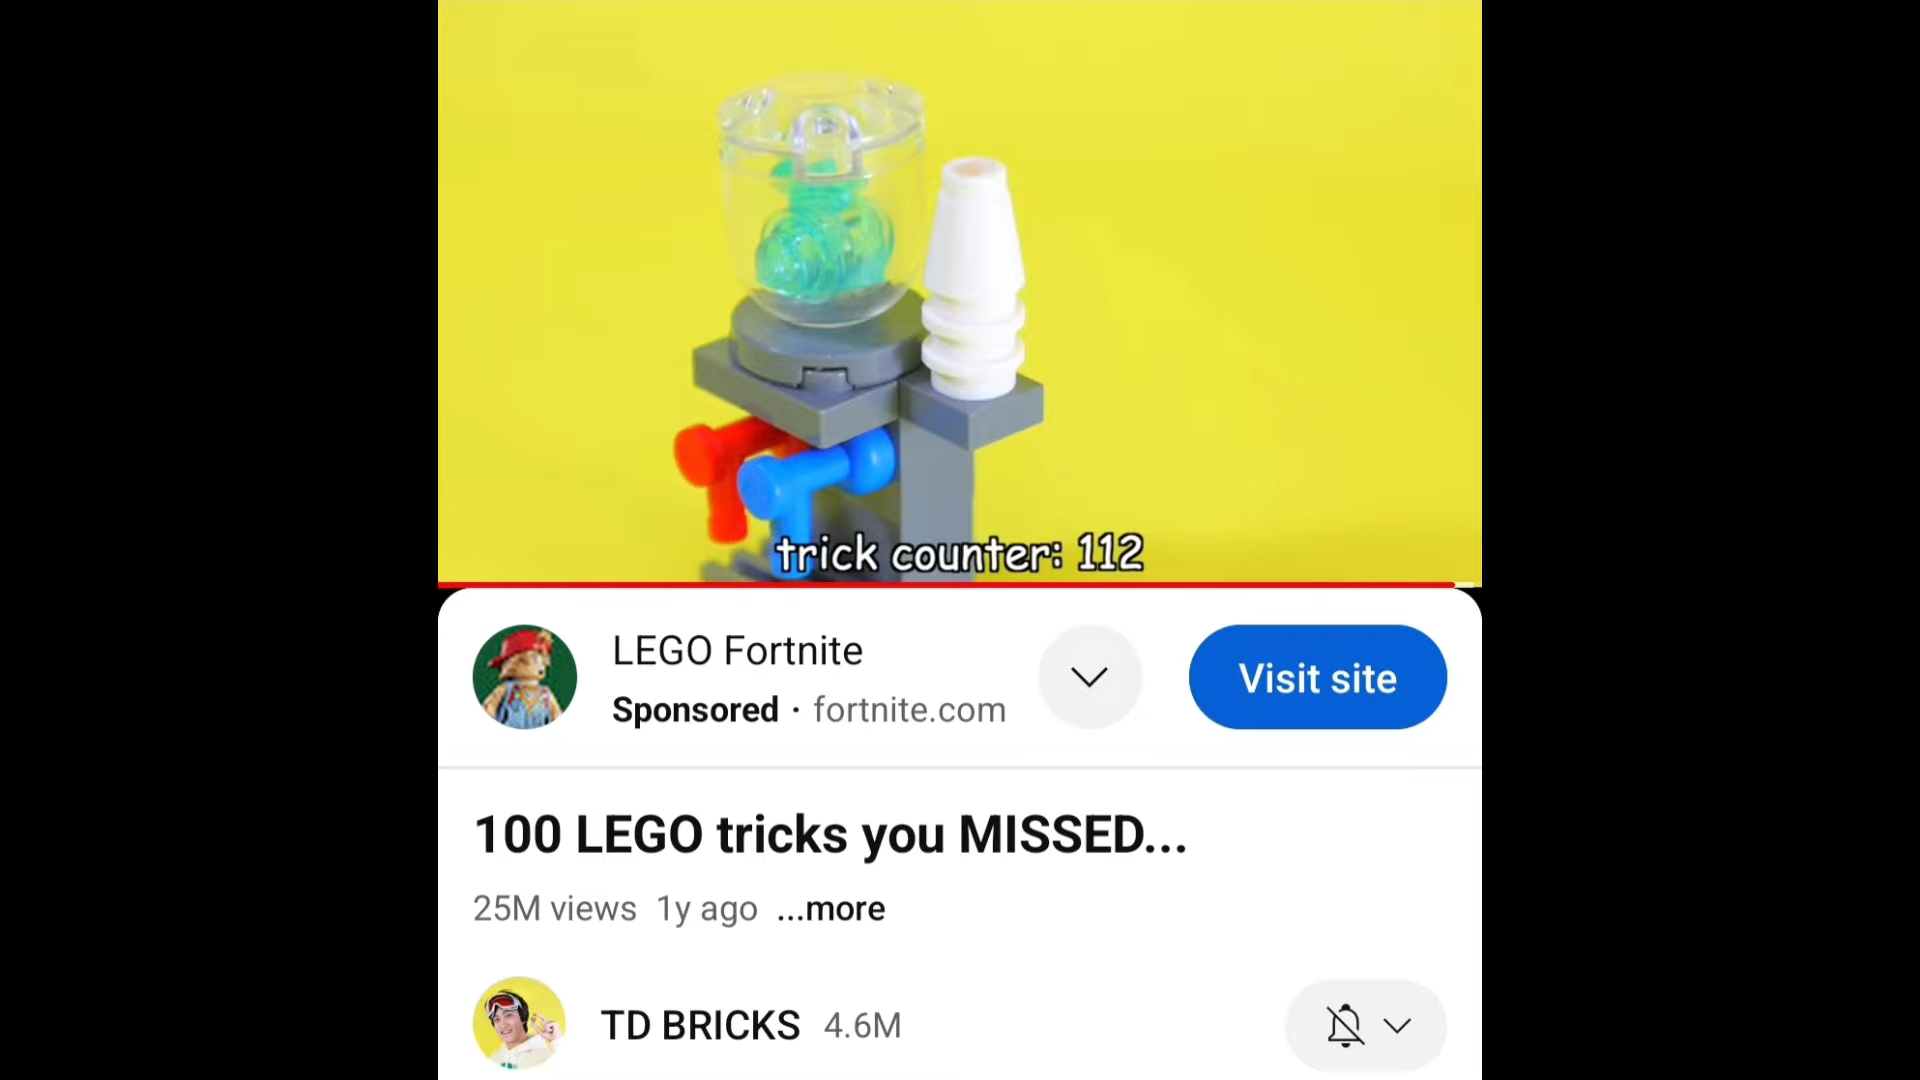 trick counter: 112
LEGO Fortnite
Sponsored · fortnite.com
Visit site
100 LEGO tricks you MISSED...
25M views 1y ago ...more
TD BRICKS 4.6M